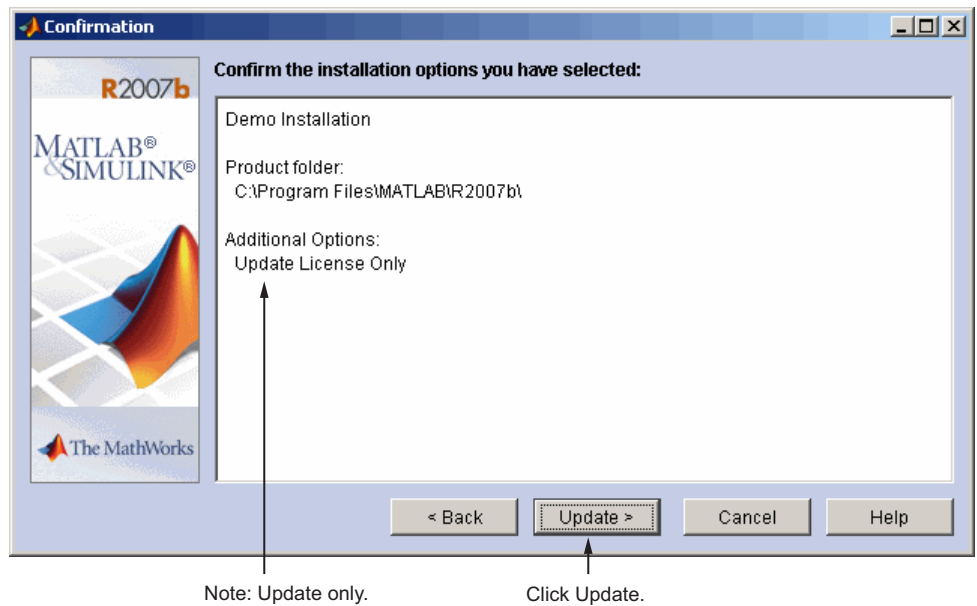 Confirmation
R2007b
MATLAB®
&SIMULINK®
The MathWorks
Confirm the installation options you have selected:
Demo Installation
Product folder:
C:\Program Files\MATLAB\R2007b\
Additional Options:
Update License Only
< Back
Update >
Cancel
Help
Note: Update only.
Click Update.